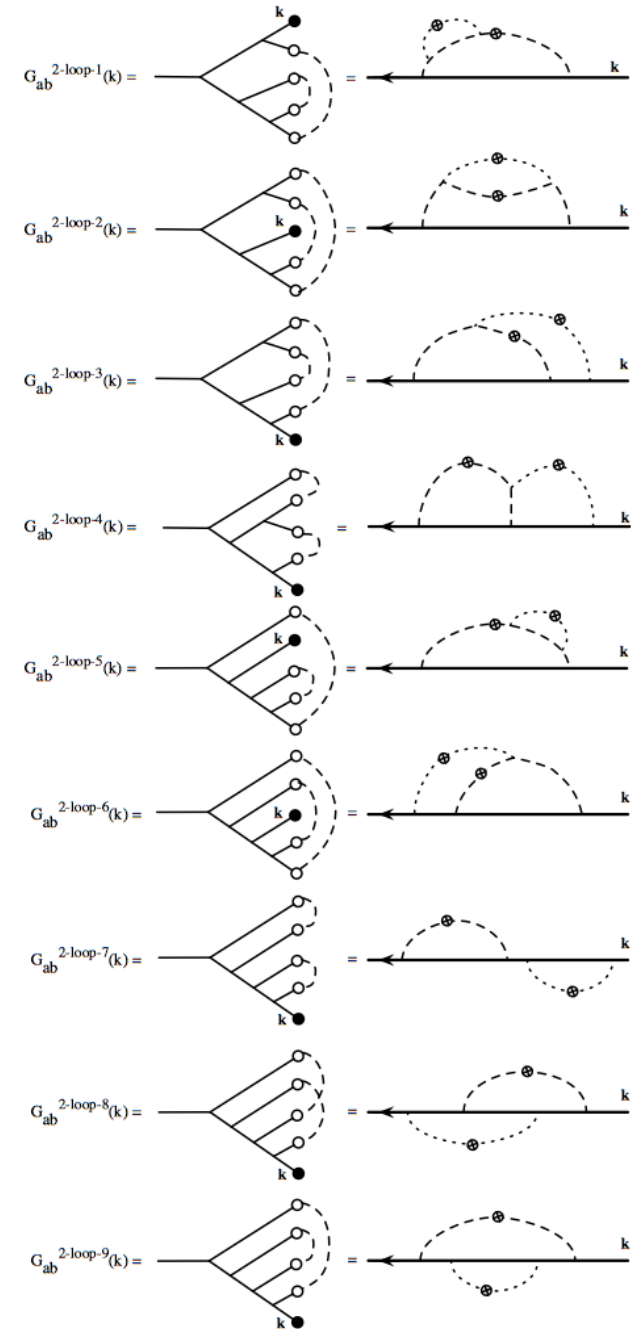 k
G_ab^2-loop-1(k) = = k
G_ab^2-loop-2(k) = k = k
G_ab^2-loop-3(k) = k = k
G_ab^2-loop-4(k) = k = k
G_ab^2-loop-5(k) = k = k
G_ab^2-loop-6(k) = k = k
G_ab^2-loop-7(k) = k = k
G_ab^2-loop-8(k) = k = k
G_ab^2-loop-9(k) = k = k